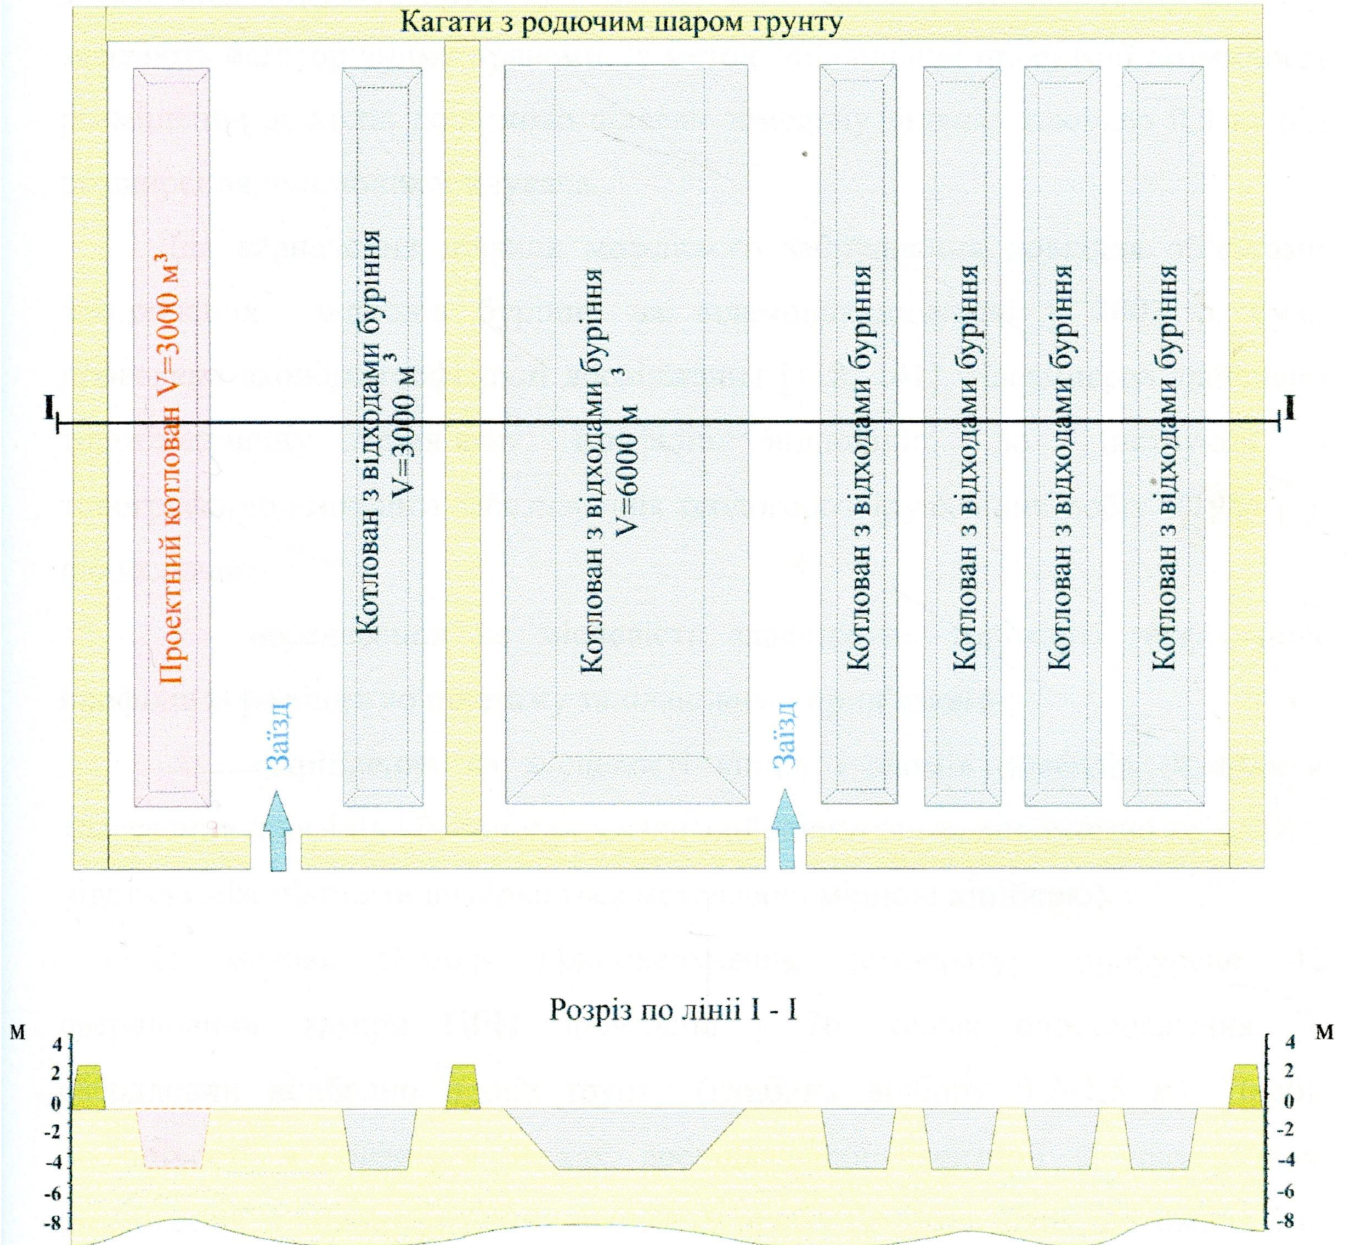 Кагати з родючим шаром грунту
Проектний котлован V=3000 м³
Котлован з відходами буріння
V=3000 м³
Котлован з відходами буріння
V=6000 м³
Котлован з відходами буріння
Котлован з відходами буріння
Котлован з відходами буріння
Котлован з відходами буріння
I
I
Заїзд
Заїзд
Розріз по лінії I - I
М
М
4
2
0
-2
-4
-6
-8
4
2
0
-2
-4
-6
-8